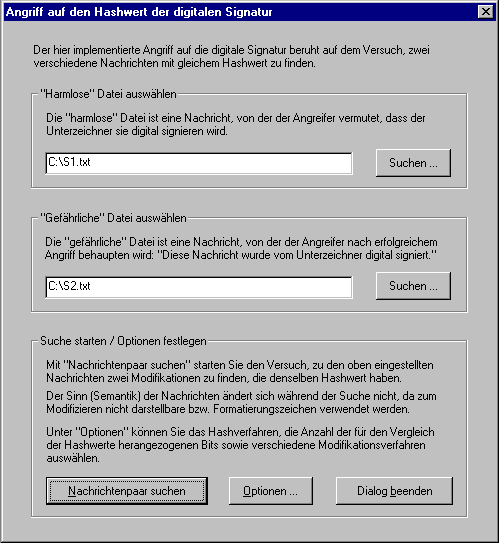 Angriff auf den Hashwert der digitalen Signatur
Der hier implementierte Angriff auf die digitale Signatur beruht auf dem Versuch, zwei
verschiedene Nachrichten mit gleichem Hashwert zu finden.
"Harmlose" Datei auswählen
Die "harmlose" Datei ist eine Nachricht, von der der Angreifer vermutet, dass der
Unterzeichner sie digital signieren wird.
C:\S1.txt
Suchen ...
"Gefährliche" Datei auswählen
Die "gefährliche" Datei ist eine Nachricht, von der der Angreifer nach erfolgreichem
Angriff behaupten wird: "Diese Nachricht wurde vom Unterzeichner digital signiert."
C:\S2.txt
Suchen ...
Suche starten / Optionen festlegen
Mit "Nachrichtenpaar suchen" starten Sie den Versuch, zu den oben eingestellten
Nachrichten zwei Modifikationen zu finden, die denselben Hashwert haben.
Der Sinn (Semantik) der Nachrichten ändert sich während der Suche nicht, da zum
Modifizieren nicht darstellbare bzw. Formatierungszeichen verwendet werden.
Unter "Optionen" können Sie das Hashverfahren, die Anzahl der für den Vergleich
der Hashwerte herangezogenen Bits sowie verschiedene Modifikationsverfahren
auswählen.
Nachrichtenpaar suchen
Optionen ...
Dialog beenden